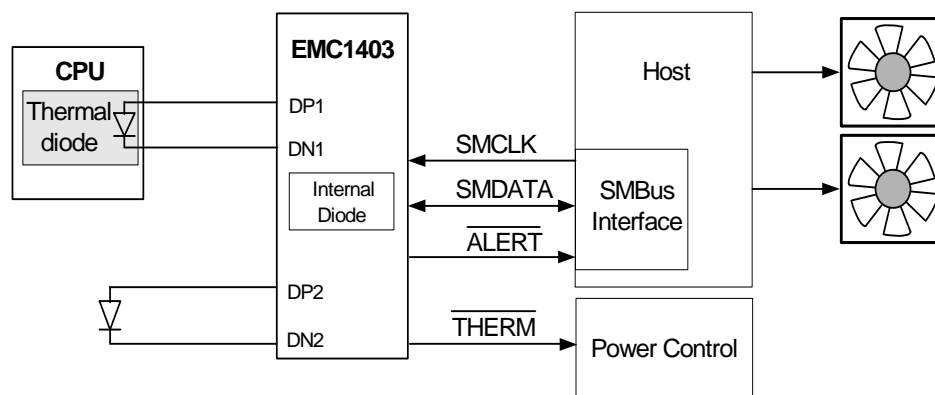 CPU
Thermal
diode
EMC1403
DP1
DN1
Internal
Diode
DP2
DN2
SMCLK
SMDATA
ALERT
THERM
Host
SMBus
Interface
Power Control